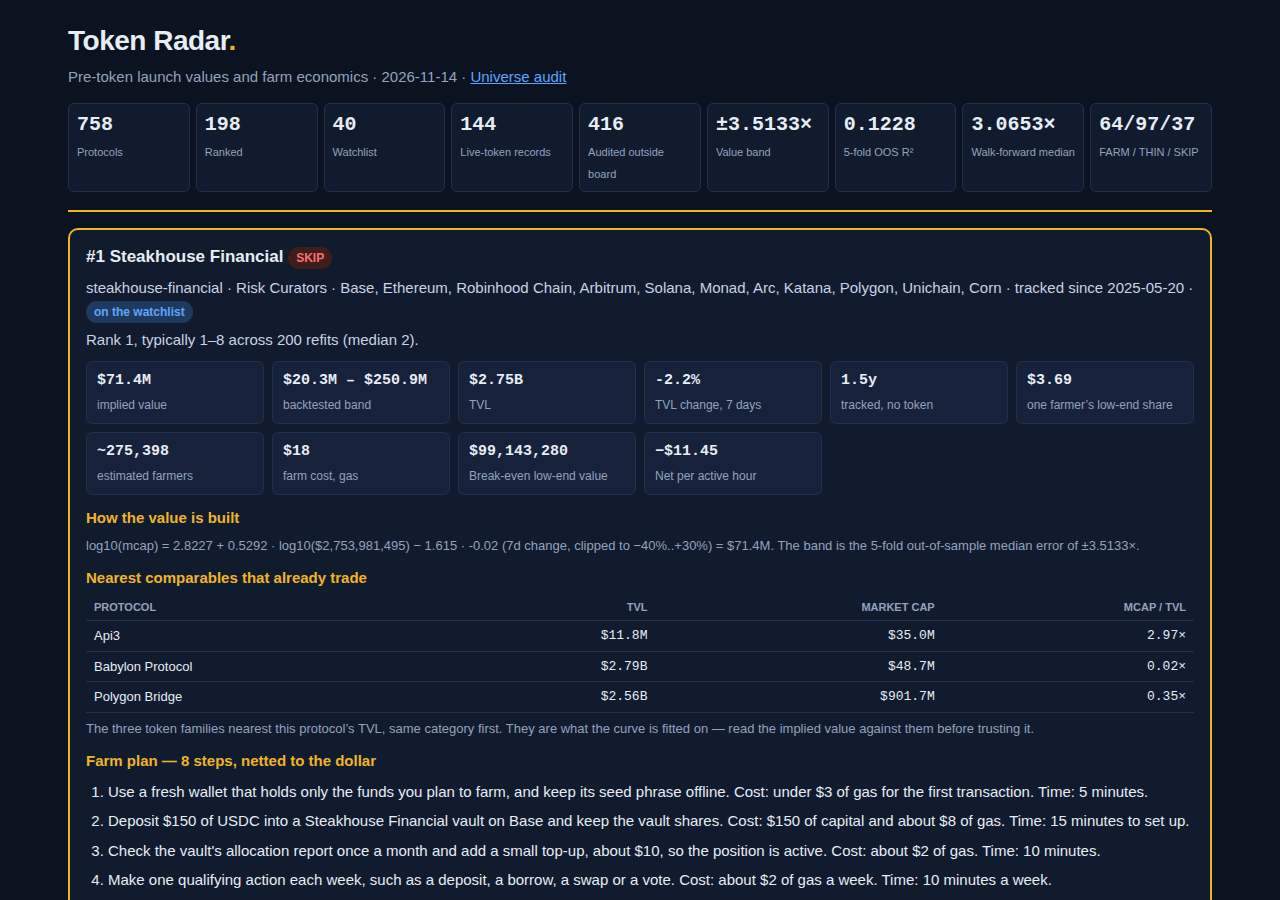 Token Radar.
Pre-token launch values and farm economics · 2026-11-14 · Universe audit
758
Protocols
198
Ranked
40
Watchlist
144
Live-token records
416
Audited outside
board
±3.5133×
Value band
0.1228
5-fold OOS R²
3.0653×
Walk-forward median
64/97/37
FARM / THIN / SKIP
#1 Steakhouse Financial SKIP
steakhouse-financial · Risk Curators · Base, Ethereum, Robinhood Chain, Arbitrum, Solana, Monad, Arc, Katana, Polygon, Unichain, Corn · tracked since 2025-05-20 ·
on the watchlist
Rank 1, typically 1–8 across 200 refits (median 2).
$71.4M
implied value
$20.3M – $250.9M
backtested band
$2.75B
TVL
-2.2%
TVL change, 7 days
1.5y
tracked, no token
$3.69
one farmer’s low-end share
~275,398
estimated farmers
$18
farm cost, gas
$99,143,280
Break-even low-end value
−$11.45
Net per active hour
How the value is built
log10(mcap) = 2.8227 + 0.5292 · log10($2,753,981,495) − 1.615 · -0.02 (7d change, clipped to −40%..+30%) = $71.4M. The band is the 5-fold out-of-sample median error of ±3.5133×.
Nearest comparables that already trade
PROTOCOL TVL MARKET CAP MCAP / TVL
Api3 $11.8M $35.0M 2.97×
Babylon Protocol $2.79B $48.7M 0.02×
Polygon Bridge $2.56B $901.7M 0.35×
The three token families nearest this protocol's TVL, same category first. They are what the curve is fitted on — read the implied value against them before trusting it.
Farm plan — 8 steps, netted to the dollar
1. Use a fresh wallet that holds only the funds you plan to farm, and keep its seed phrase offline. Cost: under $3 of gas for the first transaction. Time: 5 minutes.
2. Deposit $150 of USDC into a Steakhouse Financial vault on Base and keep the vault shares. Cost: $150 of capital and about $8 of gas. Time: 15 minutes to set up.
3. Check the vault's allocation report once a month and add a small top-up, about $10, so the position is active. Cost: about $2 of gas. Time: 10 minutes.
4. Make one qualifying action each week, such as a deposit, a borrow, a swap or a vote. Cost: about $2 of gas a week. Time: 10 minutes a week.